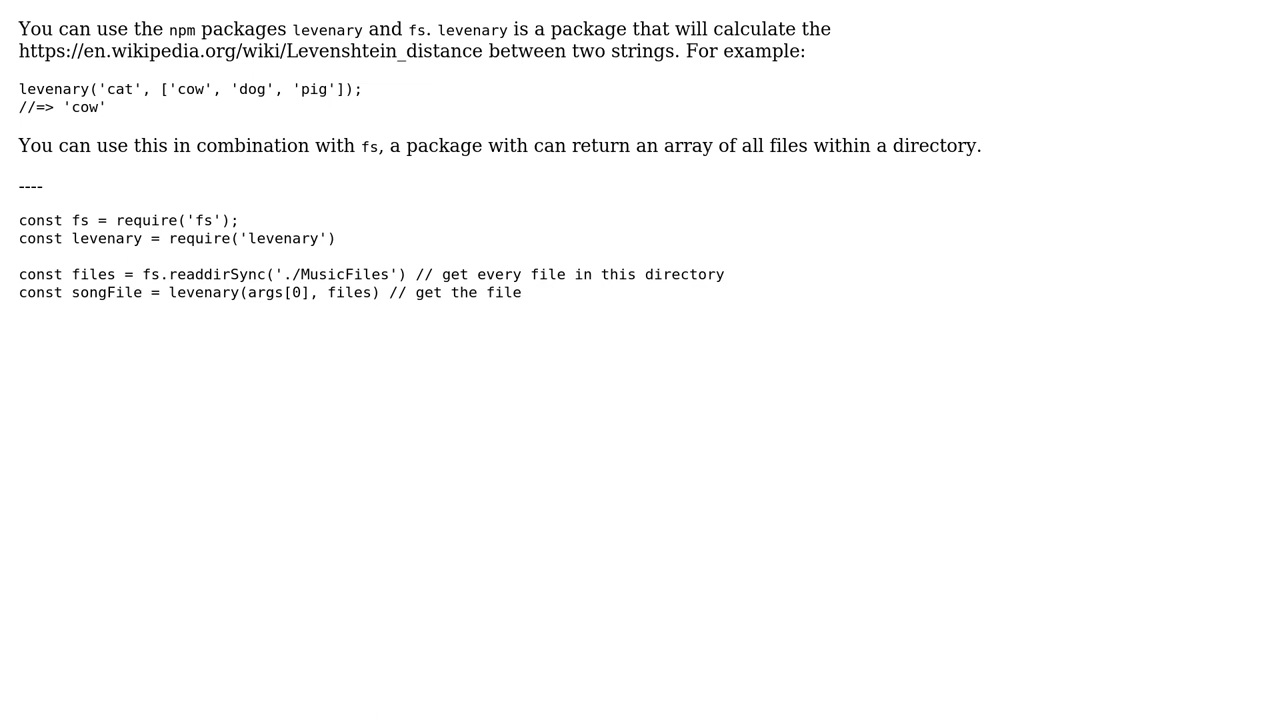 You can use the npm packages levenary and fs. levenary is a package that will calculate the
https://en.wikipedia.org/wiki/Levenshtein_distance between two strings. For example:
levenary('cat', ['cow', 'dog', 'pig']);
//=> 'cow'
You can use this in combination with fs, a package with can return an array of all files within a directory.
----
const fs = require('fs');
const levenary = require('levenary')
const files = fs.readdirSync('./MusicFiles') // get every file in this directory
const songFile = levenary(args[0], files) // get the file